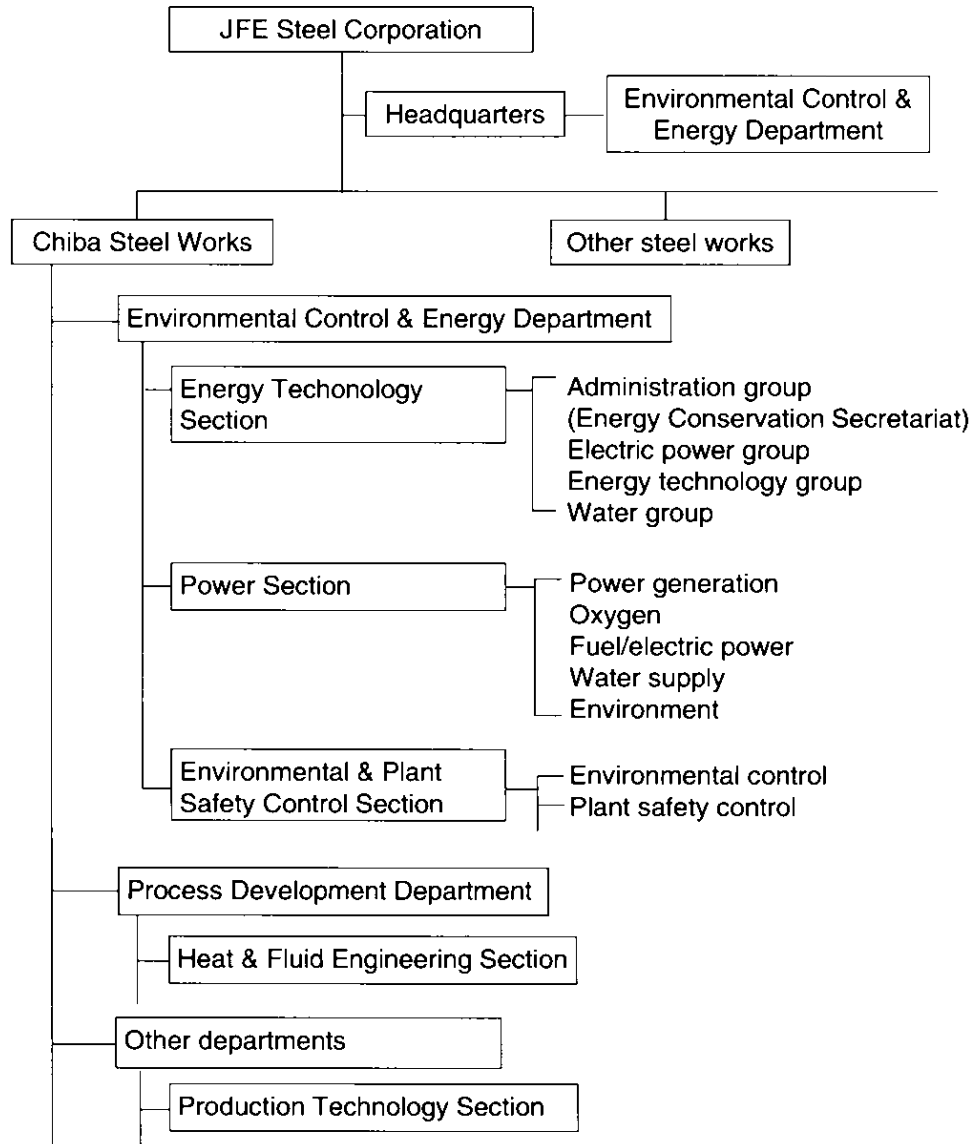 JFE Steel Corporation
Headquarters
Environmental Control &
Energy Department
Chiba Steel Works
Other steel works
Environmental Control & Energy Department
Energy Techonology
Section
Administration group
(Energy Conservation Secretariat)
Electric power group
Energy technology group
Water group
Power Section
Power generation
Oxygen
Fuel/electric power
Water supply
Environment
Environmental & Plant
Safety Control Section
Environmental control
Plant safety control
Process Development Department
Heat & Fluid Engineering Section
Other departments
Production Technology Section